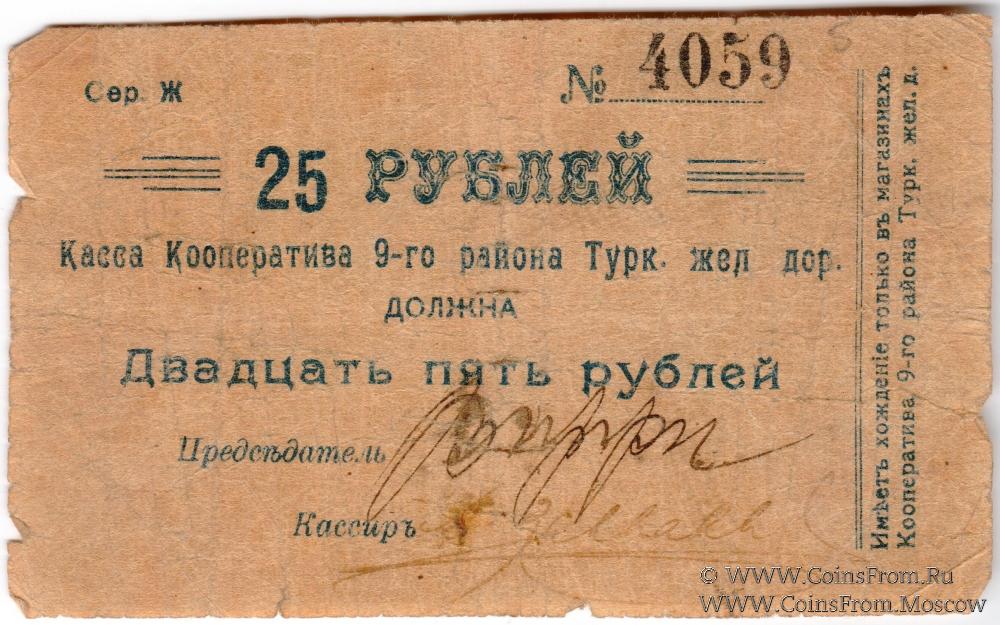 Сер. Ж
№ 4059
25 РУБЛЕЙ
Касса Кооператива 9-го района Турк. жел дор.
ДОЛЖНА
Двадцать пять рублей
Предсѣдатель
Кассиръ
Имѣетъ хожденіе только въ магазинахъ
Кооператива 9-го района Турк. жел. д.
© WWW.CoinsFrom.Ru
WWW.CoinsFrom.Moscow